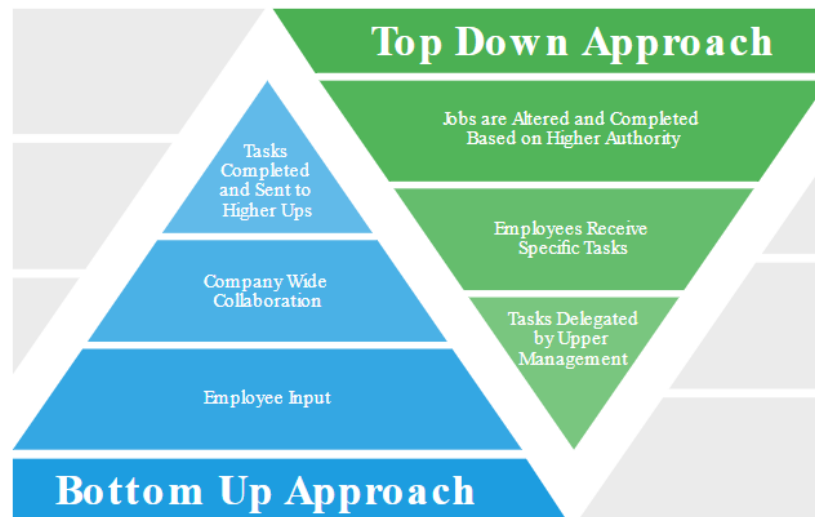 Top Down Approach
Jobs are Altered and Completed
Based on Higher Authority
Employees Receive
Specific Tasks
Tasks Delegated
by Upper
Management
Tasks
Completed
and Sent to
Higher Ups
Company Wide
Collaboration
Employee Input
Bottom Up Approach